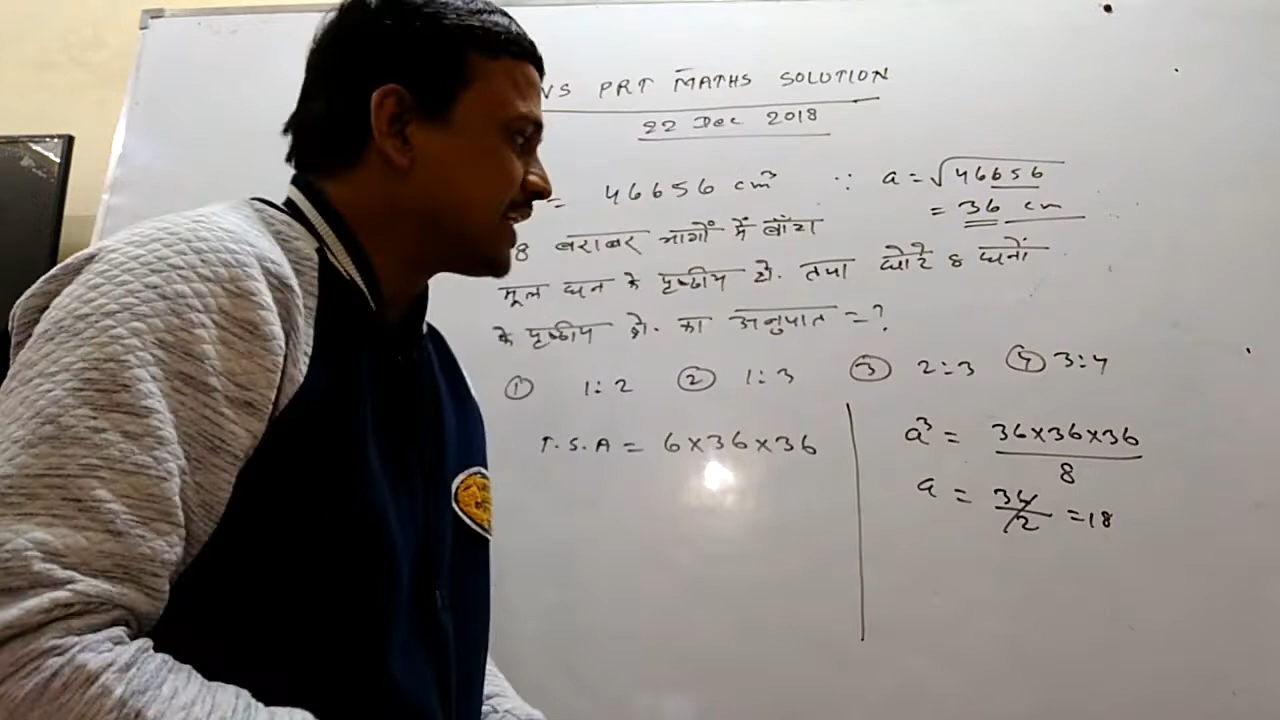 VS PRT MATHS SOLUTION
22 Dec 2018
= 46656 cm³ ∵ a = √46656
= 36 cm
8 बराबर भागों में बाँटा
मूल घन के पृष्ठीय क्षे. तथा छोटे 8 घनों
के पृष्ठीय क्षे. का अनुपात = ?
① 1:2 ② 1:3 ③ 2:3 ④ 3:4
T.S.A = 6×36×36
a³ = 36×36×36 / 8
a = 36/2 = 18